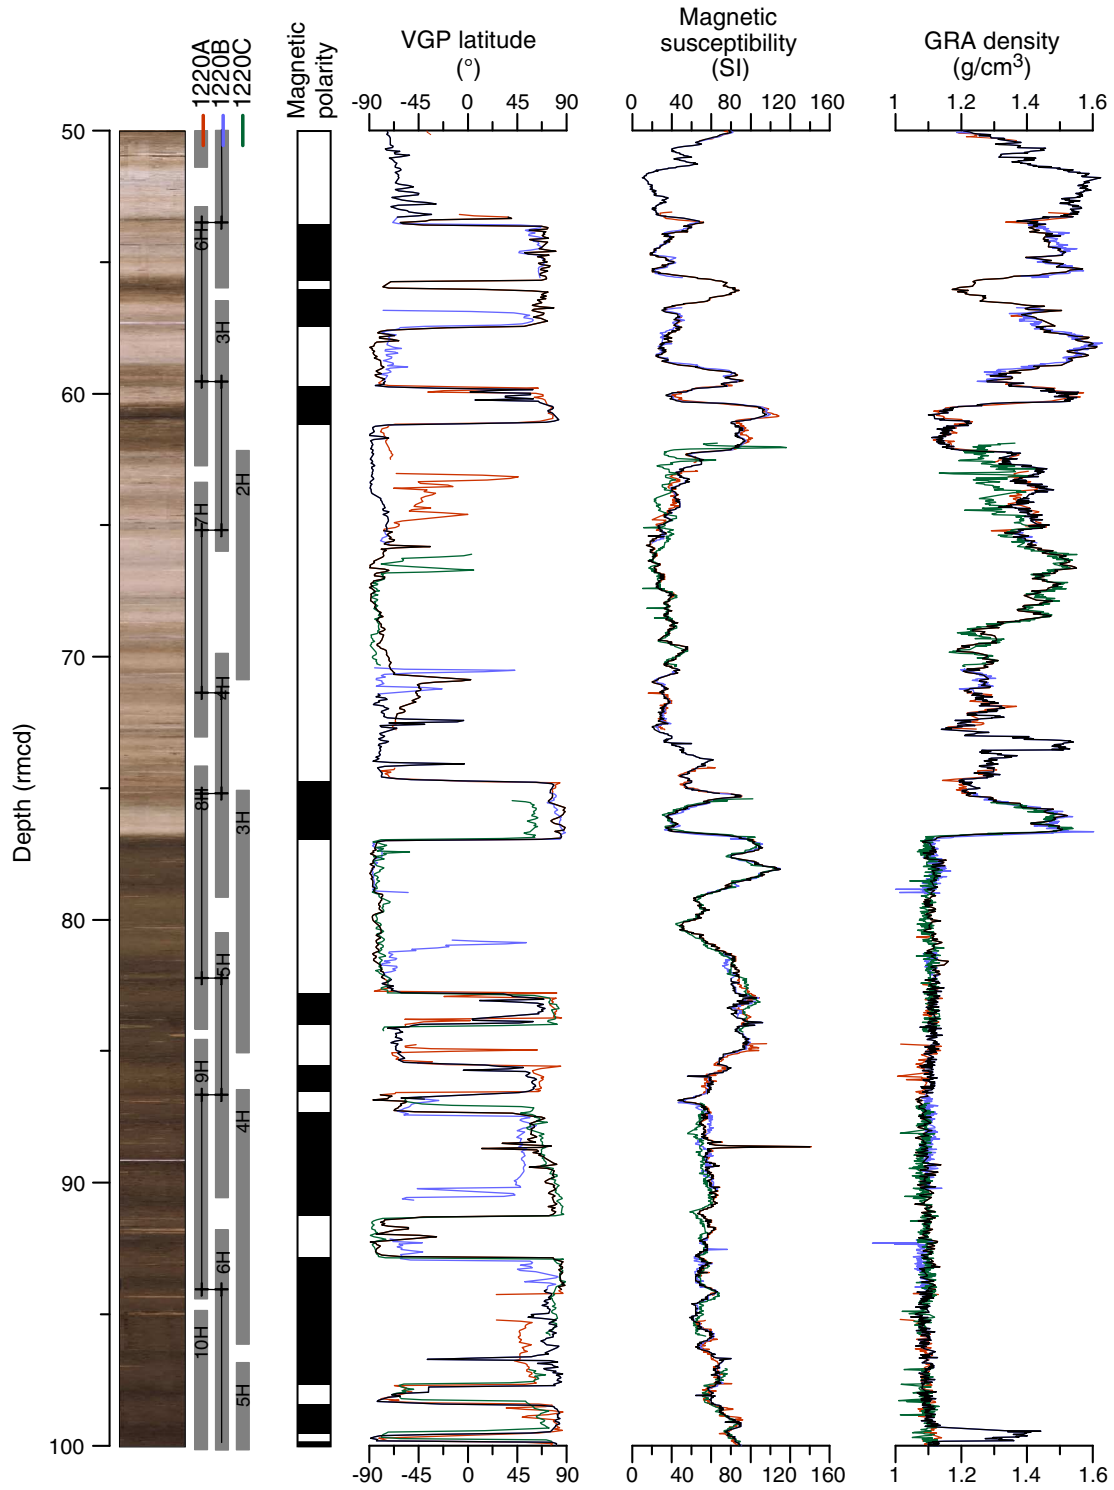 1220A
1220B
1220C
Magnetic
polarity
VGP latitude
(°)
-90 -45 0 45 90
Magnetic
susceptibility
(SI)
0 40 80 120 160
GRA density
(g/cm3)
1 1.2 1.4 1.6
Depth (rmcd)
50
60
70
80
90
100
6H
7H
8H
9H
10H
3H
4H
5H
6H
2H
3H
4H
5H
-90 -45 0 45 90
0 40 80 120 160
1 1.2 1.4 1.6